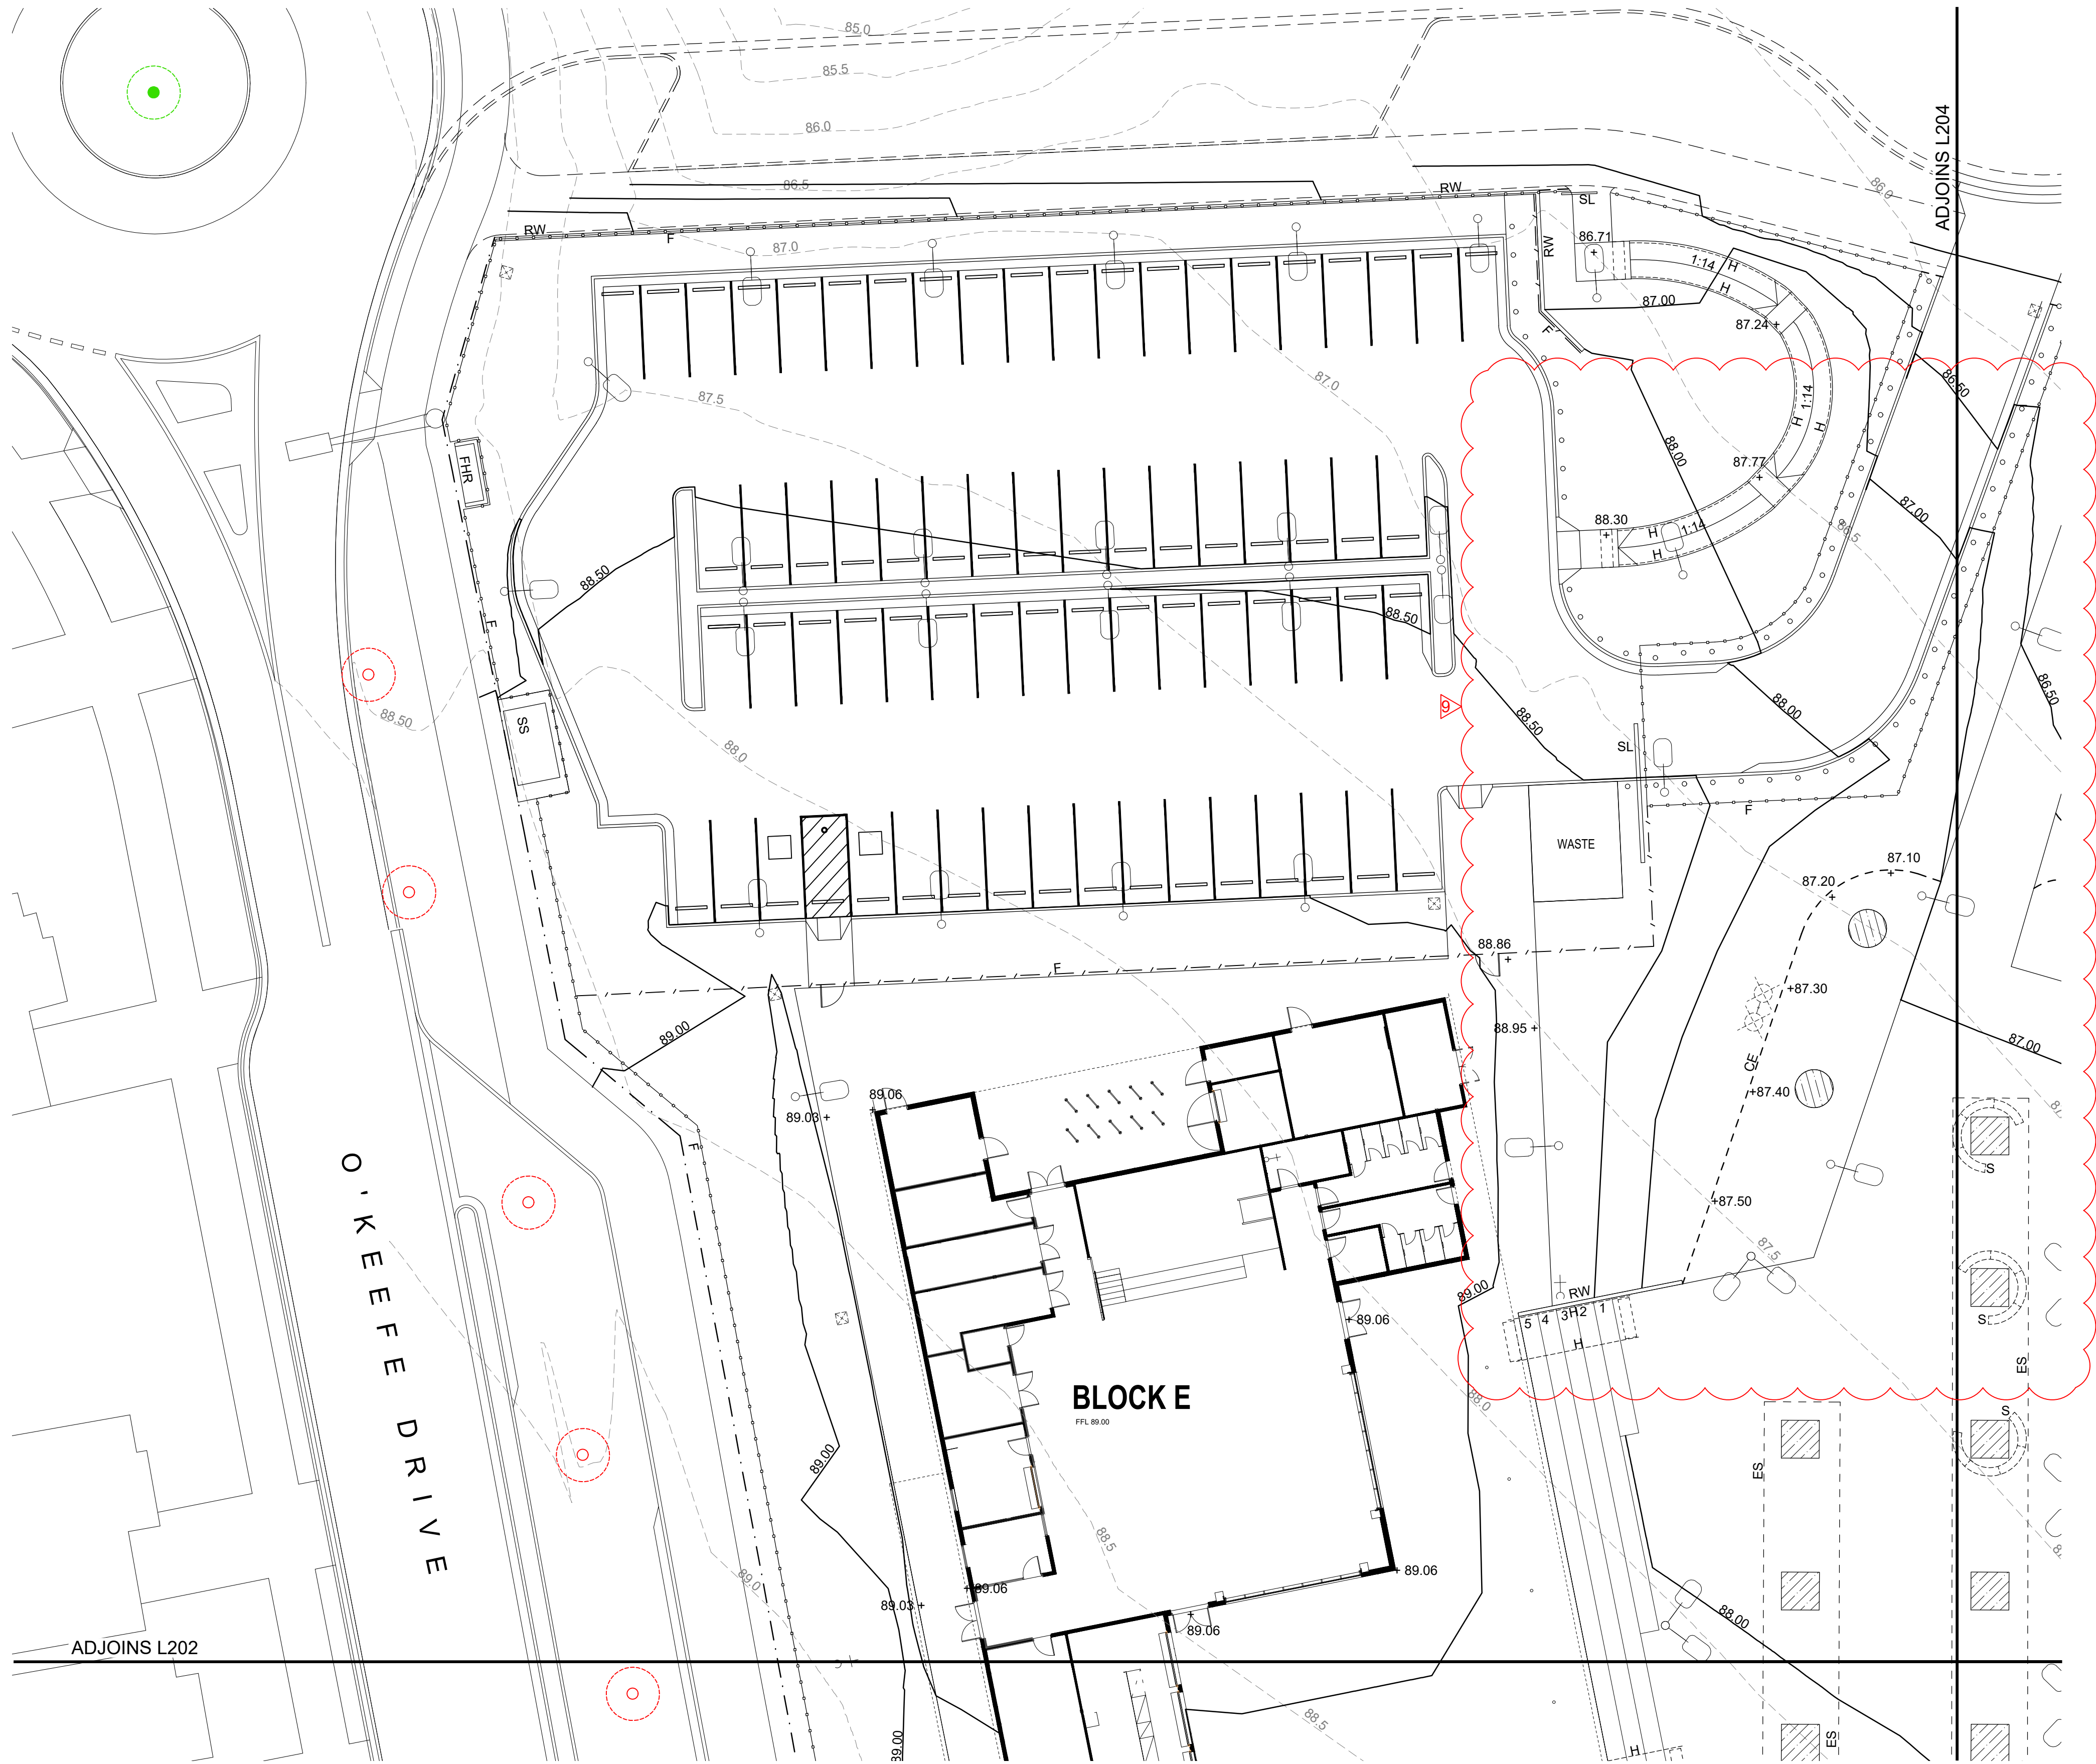 85.0
85.5
86.0
86.0
86.5
ADJOINS L204
RW
SL
RW
F
87.0
RW
86.71
1:14
H
H
87.00
87.24 +
F
87.0
87.5
86.50
1:14
H
H
88.00
FHR
87.77
87.00
88.30
H
1:14
H
86.5
88.50
88.50
F
86.50
88.50
88.00
9
88.50
SS
88.0
SL
F
WASTE
87.10
87.20
88.86
F
+87.30
88.95 +
89.00
87.00
CE
+87.40
89.06
89.03 +
F
S
O'KEEFE DRIVE
+87.50
87.5
89.00
RW
5 4 3 H 2 1
H
89.06
S
ES
BLOCK E
FFL 89.00
88.0
S
ES
89.00
88.5
89.0
89.06
89.06
89.03 +
88.00
89.06
ADJOINS L202
88.5
89.00
H
ES